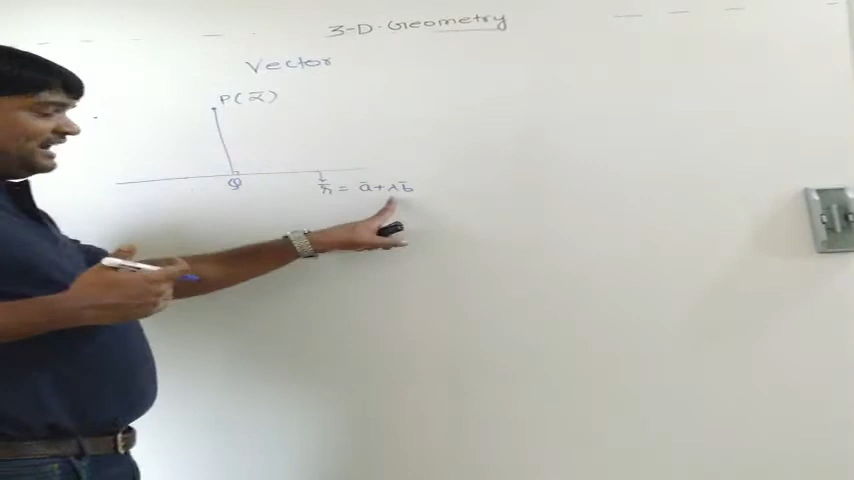 3-D Geometry
Vector
P(ᾱ)
Q
r̄ = ā+λb̄